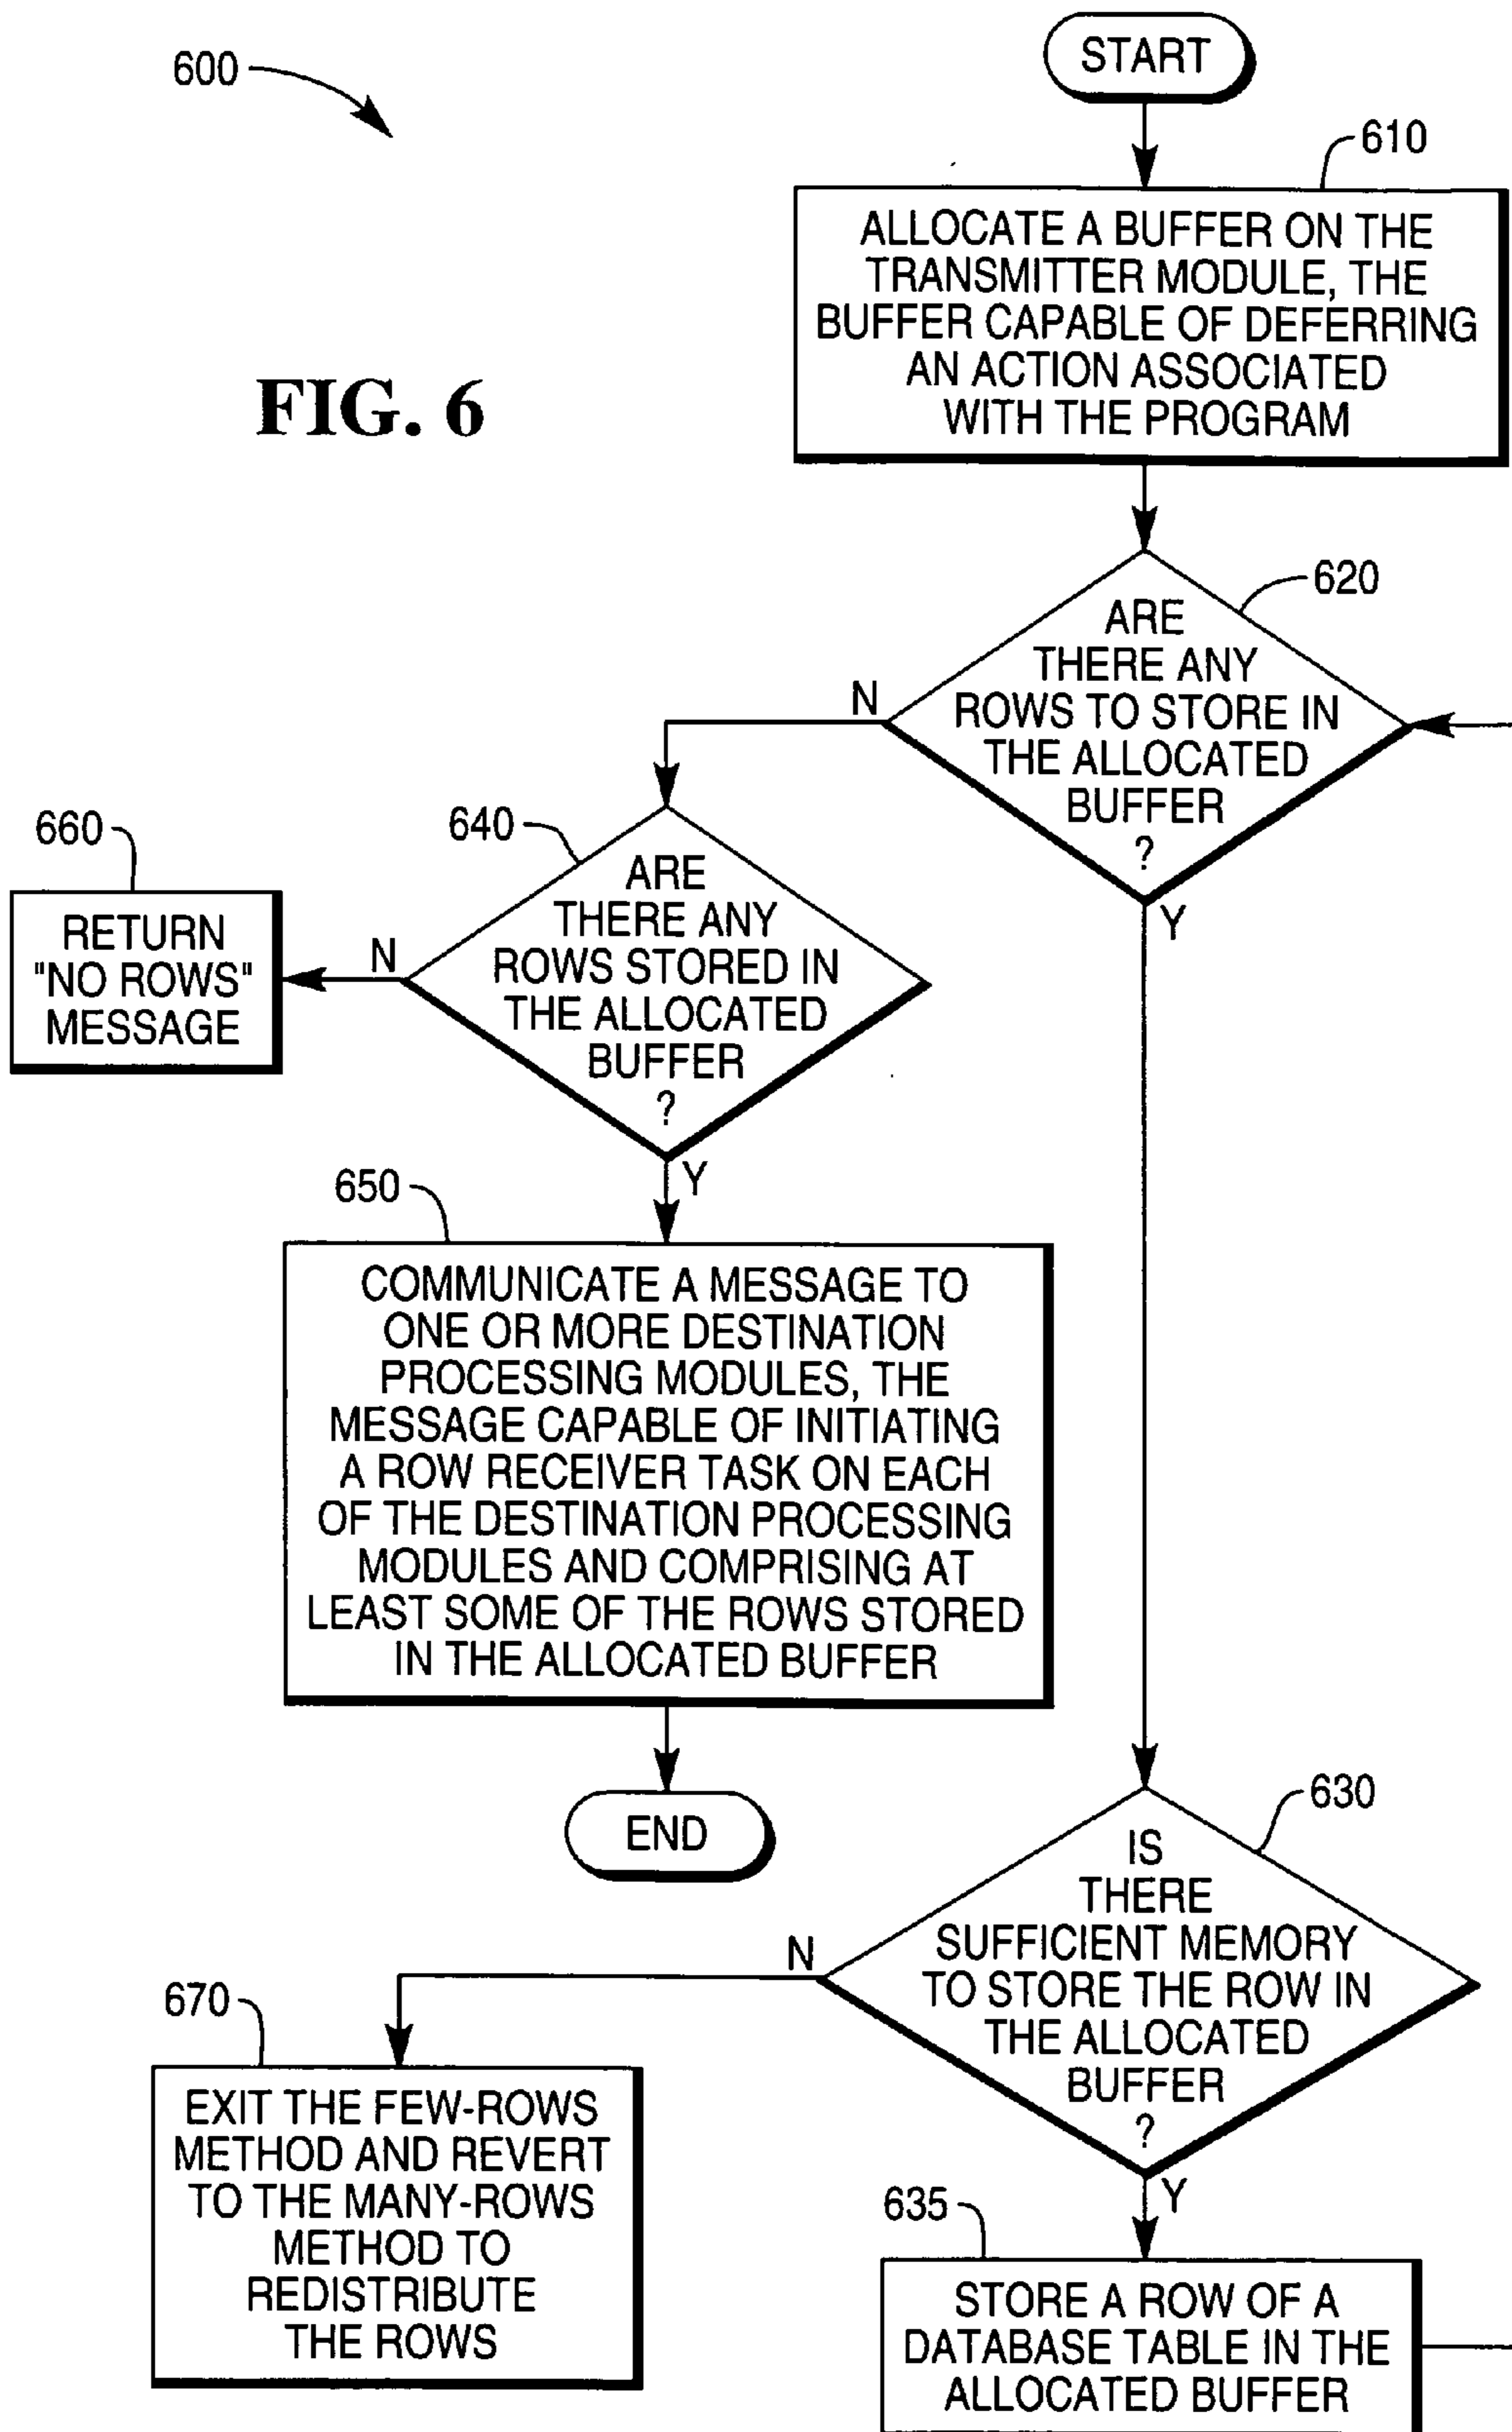 600
START
610
ALLOCATE A BUFFER ON THE
TRANSMITTER MODULE, THE
BUFFER CAPABLE OF DEFERRING
AN ACTION ASSOCIATED
WITH THE PROGRAM
FIG. 6
620
ARE
THERE ANY
ROWS TO STORE IN
THE ALLOCATED
BUFFER
?
N
Y
640
ARE
THERE ANY
ROWS STORED IN
THE ALLOCATED
BUFFER
?
N
Y
660
RETURN
"NO ROWS"
MESSAGE
650
COMMUNICATE A MESSAGE TO
ONE OR MORE DESTINATION
PROCESSING MODULES, THE
MESSAGE CAPABLE OF INITIATING
A ROW RECEIVER TASK ON EACH
OF THE DESTINATION PROCESSING
MODULES AND COMPRISING AT
LEAST SOME OF THE ROWS STORED
IN THE ALLOCATED BUFFER
END
630
IS
THERE
SUFFICIENT MEMORY
TO STORE THE ROW IN
THE ALLOCATED
BUFFER
?
N
Y
670
EXIT THE FEW-ROWS
METHOD AND REVERT
TO THE MANY-ROWS
METHOD TO
REDISTRIBUTE
THE ROWS
635
STORE A ROW OF A
DATABASE TABLE IN THE
ALLOCATED BUFFER